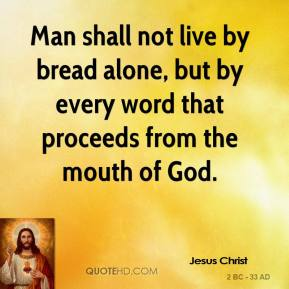 Man shall not live by
bread alone, but by
every word that
proceeds from the
mouth of God.
Jesus Christ
2 BC - 33 AD
QUOTEHD.COM